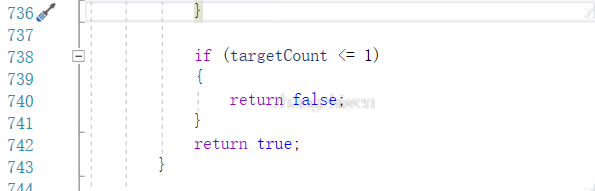 736 }
737
738 if (targetCount <= 1)
739 {
740 return false;
741 }
742 return true;
743 }
744